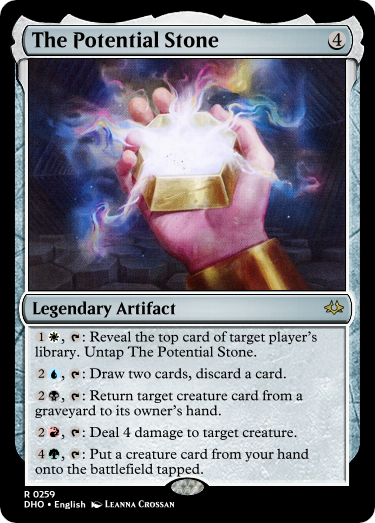 The Potential Stone 4
Legendary Artifact
1 , : Reveal the top card of target player's
library. Untap The Potential Stone.
2 , : Draw two cards, discard a card.
2 , : Return target creature card from a
graveyard to its owner's hand.
2 , : Deal 4 damage to target creature.
4 , : Put a creature card from your hand
onto the battlefield tapped.
R 0259
DHO • English Leanna Crossan